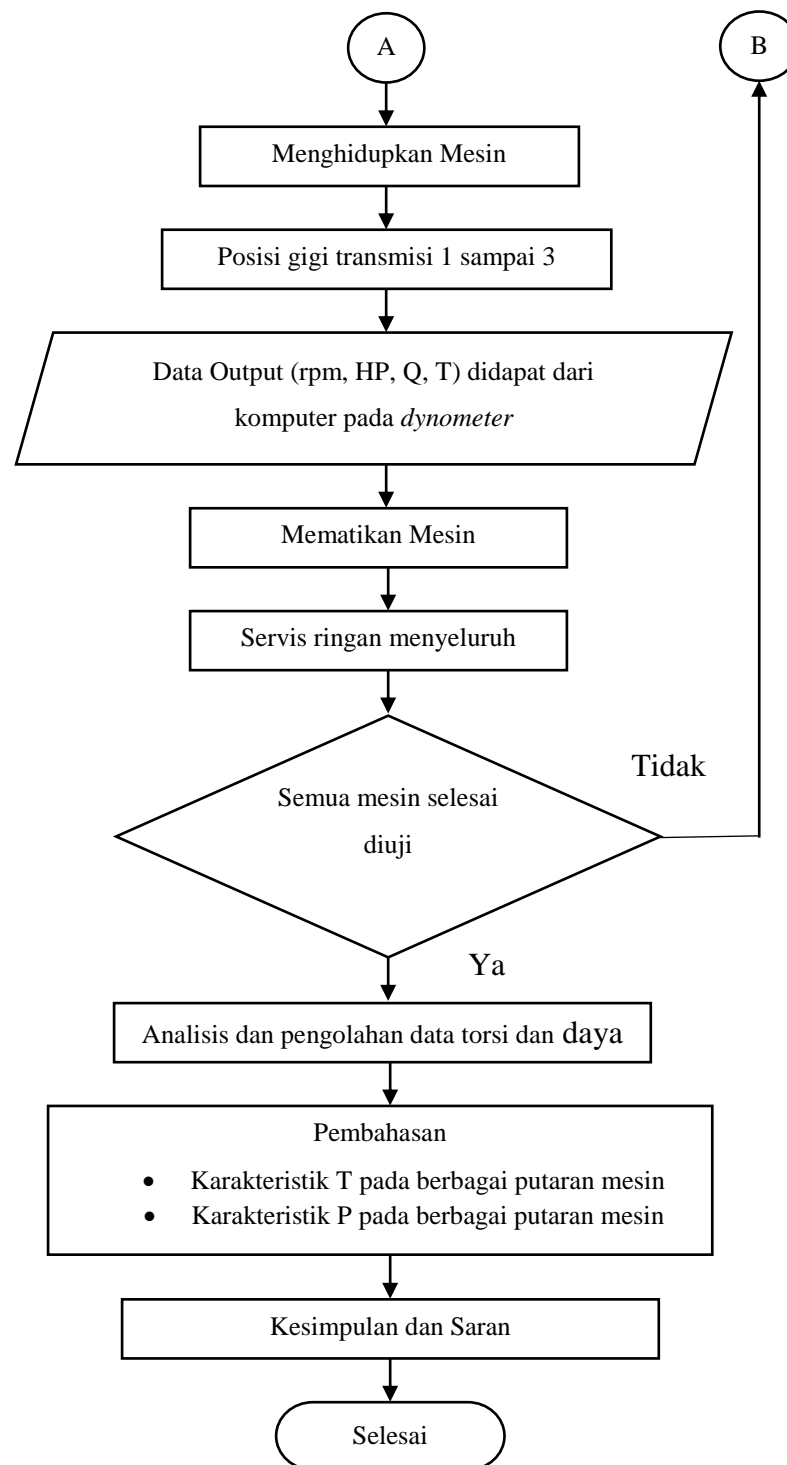 A
B
Menghidupkan Mesin
Posisi gigi transmisi 1 sampai 3
Data Output (rpm, HP, Q, T) didapat dari
komputer pada dynometer
Mematikan Mesin
Servis ringan menyeluruh
Tidak
Semua mesin selesai
diuji
Ya
Analisis dan pengolahan data torsi dan daya
Pembahasan
• Karakteristik T pada berbagai putaran mesin
• Karakteristik P pada berbagai putaran mesin
Kesimpulan dan Saran
Selesai